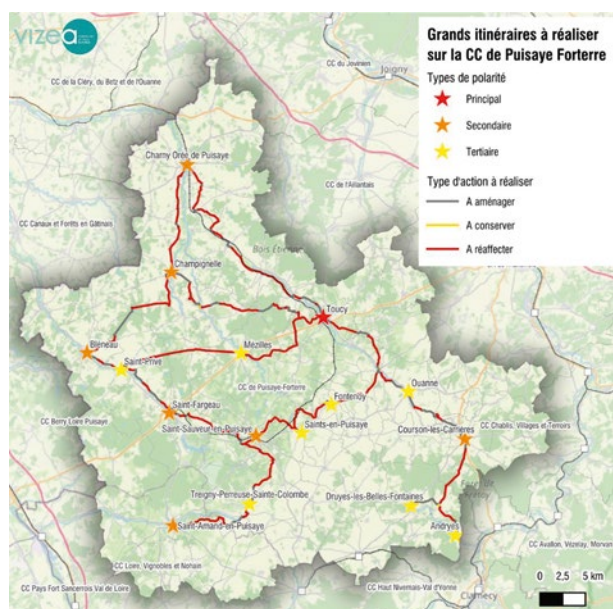 vizea
Grands itinéraires à réaliser
sur la CC de Puisaye Forterre
Types de polarité
Principal
Secondaire
Tertiaire
Type d'action à réaliser
A aménager
A conserver
A réaffecter
CC de la Cléry, du Betz et de l'Ouanne
CC du Jovinien
Joigny
Charny Orée de Puisaye
CC de l'Aillantais
CC Canaux et Forêts en Gâtinais
Bois Etienne
Champignelle
Toucy
Bléneau
Saint-Privé
Mezilles
CC de Puisaye-Forterre
Ouanne
Fontenoy
Saint-Fargeau
CC Berry Loire Puisaye
Saint-Sauveur-en-Puisaye
Saints-en-Puisaye
Courson-les-Carrières
CC Chablis, Villages et Terroirs
Treigny-Perreuse-Sainte-Colombe
Druyes-les-Belles-Fontaines
Saint-Amand-en-Puisaye
Andryes
CC Loire, Vignobles et Nohain
CC Avallon, Vézelay, Morvan
CC Pays Fort Sancerrois Val de Loire
CC Haut Nivernais-Val d'Yonne
Clamecy
0 2,5 5 km